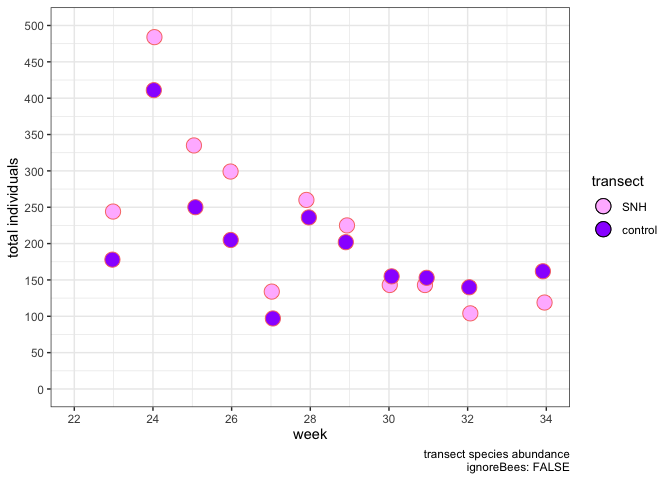 500
450
400
350
300
250
200
150
100
50
0
total individuals
22 24 26 28 30 32 34
week
transect
SNH
control
transect species abundance
ignoreBees: FALSE